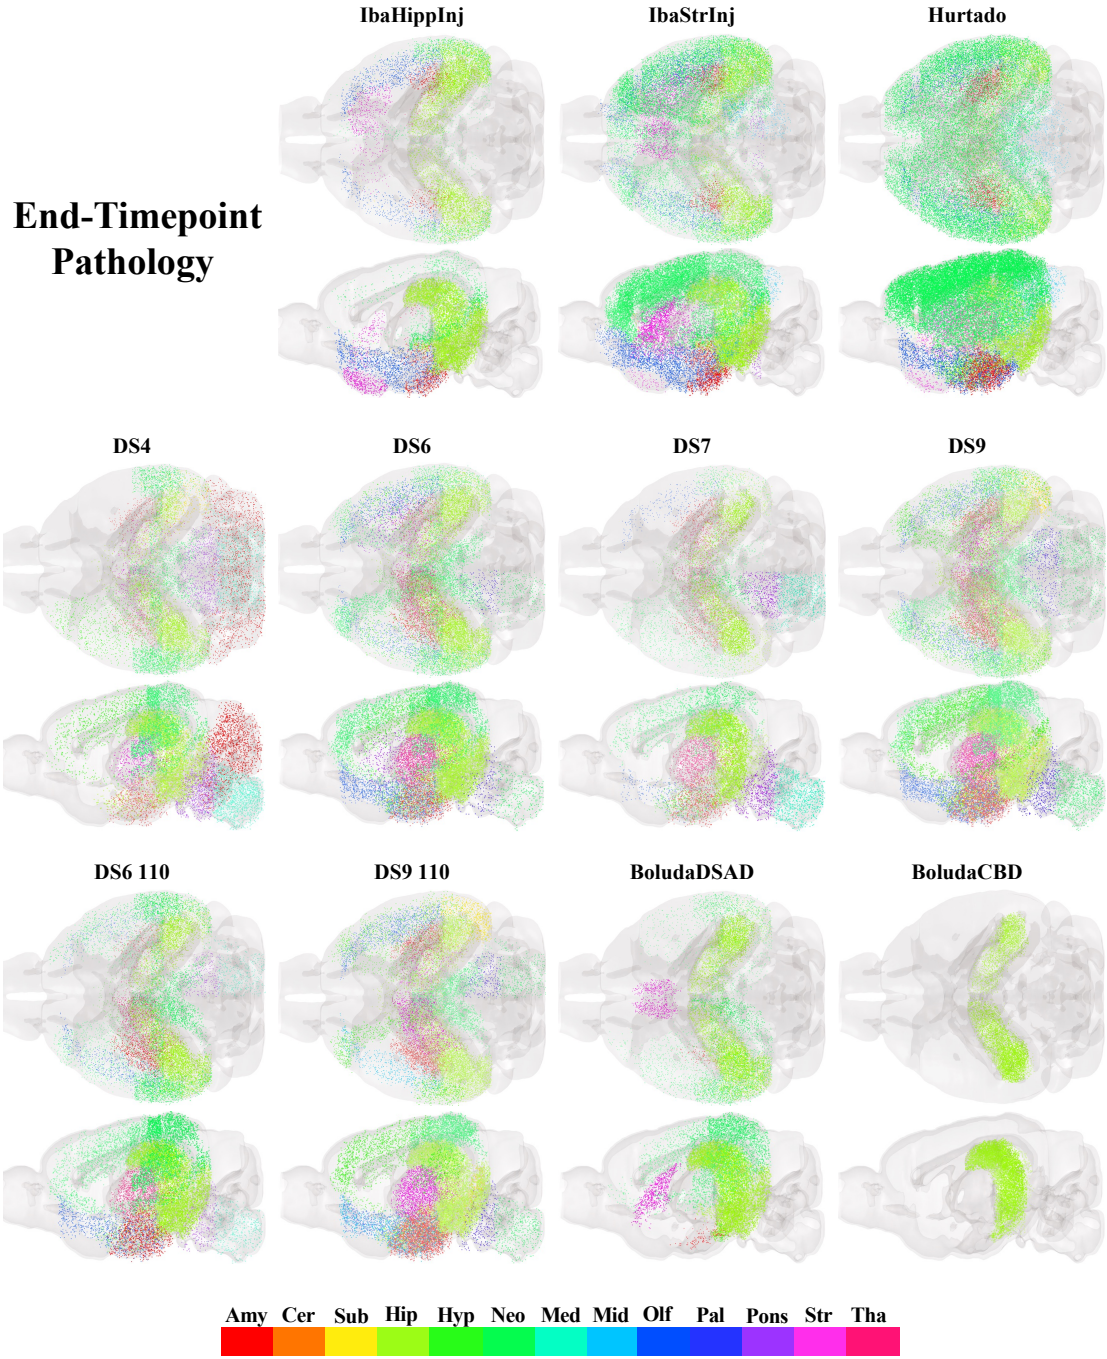 IbaHippInj IbaStrInj Hurtado
End-Timepoint
Pathology
DS4 DS6 DS7 DS9
DS6 110 DS9 110 BoludaDSAD BoludaCBD
Amy Cer Sub Hip Hyp Neo Med Mid Olf Pal Pons Str Tha